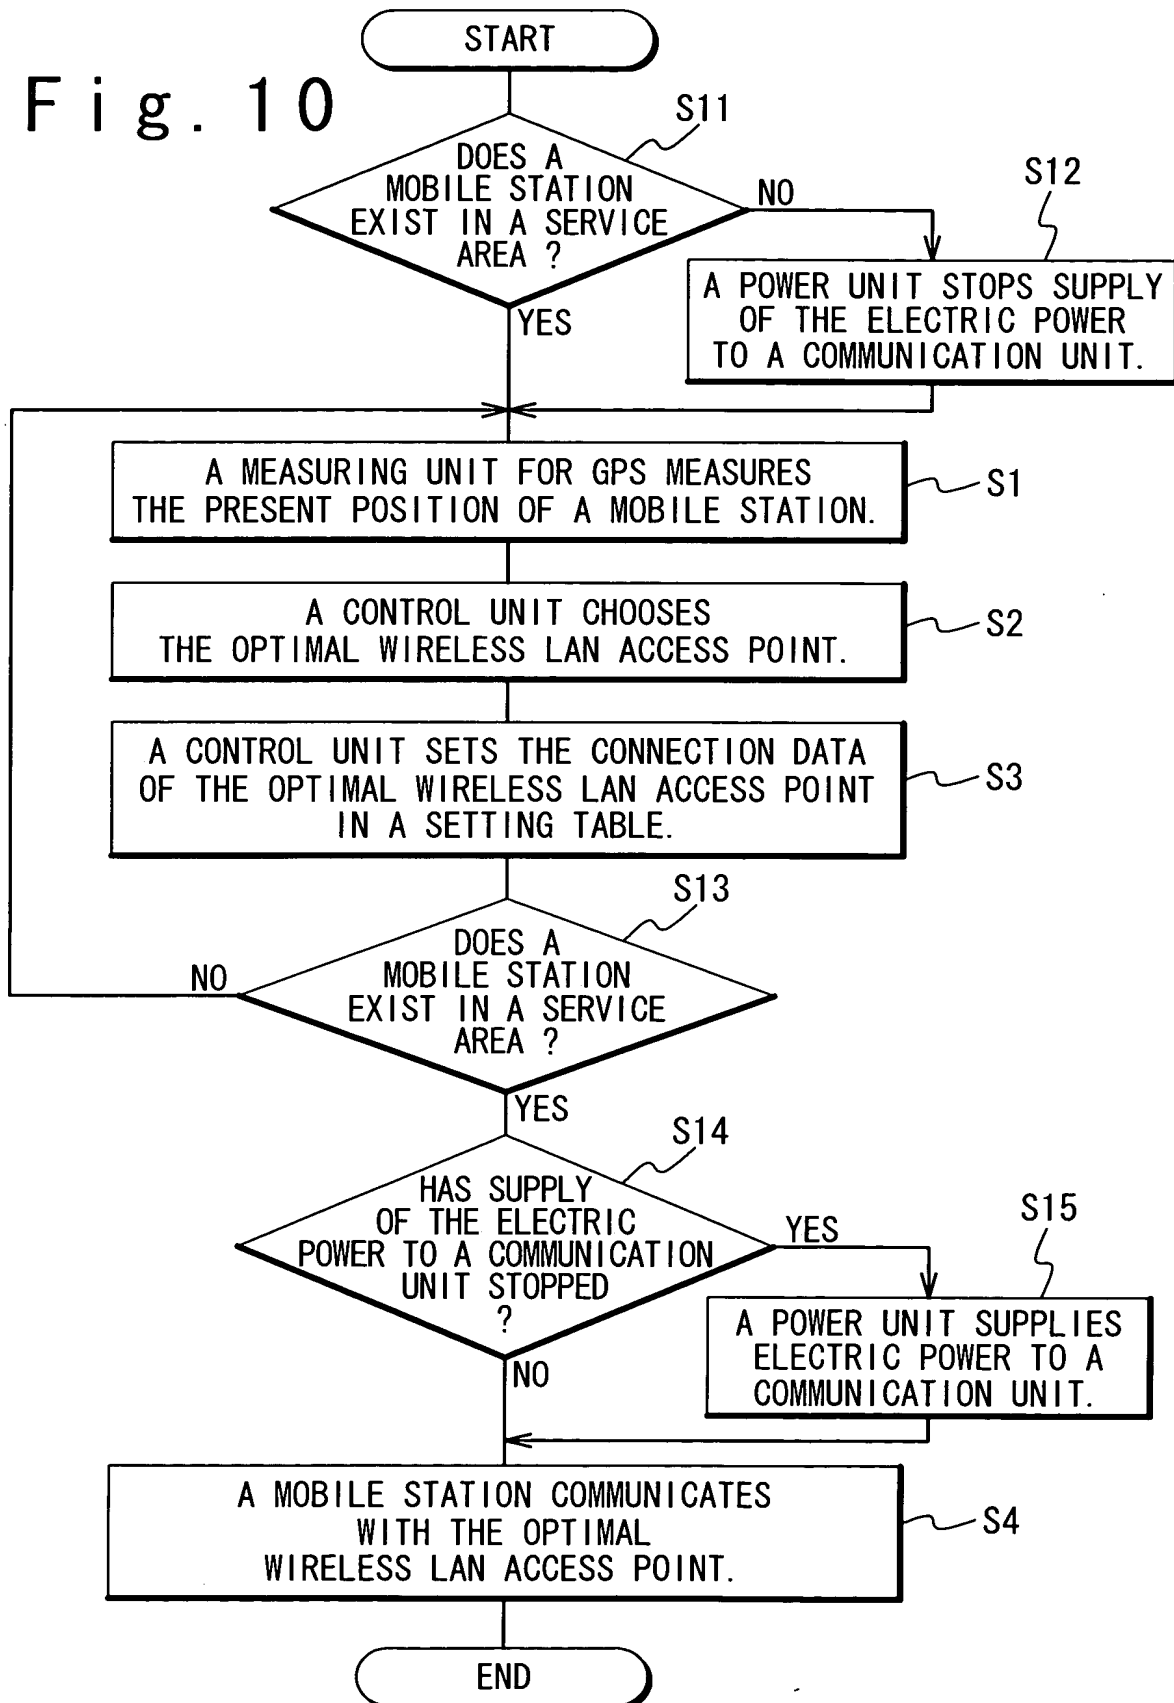 START
Fig. 10
S11
DOES A
MOBILE STATION
EXIST IN A SERVICE
AREA ?
NO
S12
A POWER UNIT STOPS SUPPLY
OF THE ELECTRIC POWER
TO A COMMUNICATION UNIT.
YES
A MEASURING UNIT FOR GPS MEASURES
THE PRESENT POSITION OF A MOBILE STATION.
S1
A CONTROL UNIT CHOOSES
THE OPTIMAL WIRELESS LAN ACCESS POINT.
S2
A CONTROL UNIT SETS THE CONNECTION DATA
OF THE OPTIMAL WIRELESS LAN ACCESS POINT
IN A SETTING TABLE.
S3
S13
DOES A
MOBILE STATION
EXIST IN A SERVICE
AREA ?
NO
YES
S14
HAS SUPPLY
OF THE ELECTRIC
POWER TO A COMMUNICATION
UNIT STOPPED
?
YES
S15
A POWER UNIT SUPPLIES
ELECTRIC POWER TO A
COMMUNICATION UNIT.
NO
A MOBILE STATION COMMUNICATES
WITH THE OPTIMAL
WIRELESS LAN ACCESS POINT.
S4
END